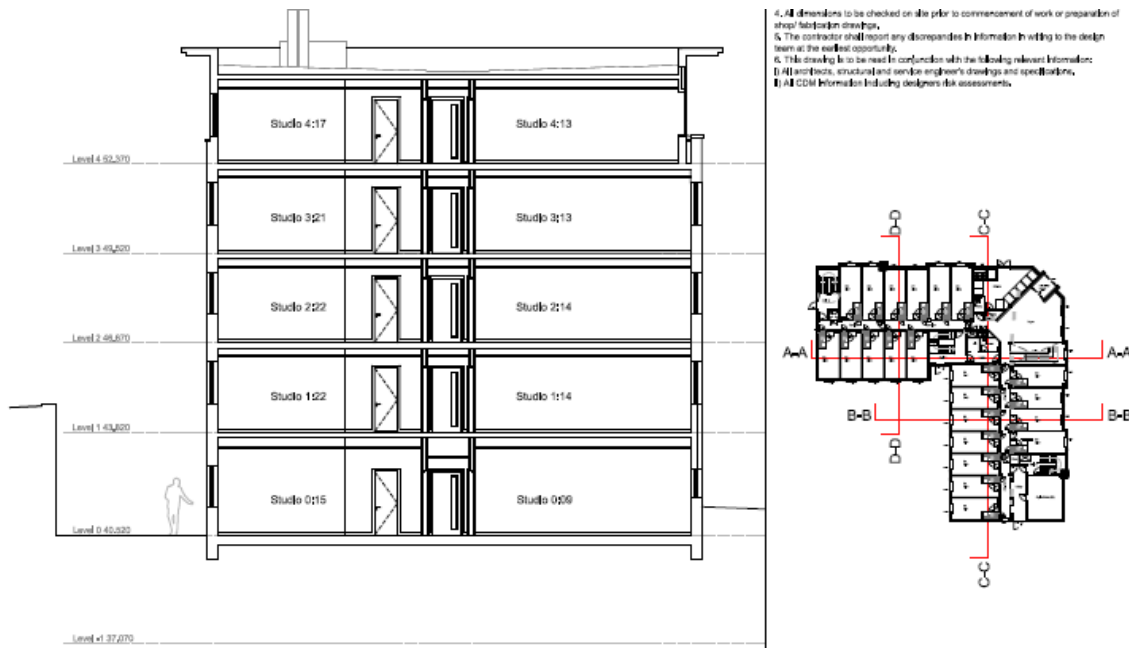 4. All dimensions to be checked on site prior to commencement of work or preparation of
shop/ fabrication drawings.
5. The contractor shall report any discrepancies in information in writing to the design
team at the earliest opportunity.
6. This drawing is to be read in conjunction with the following relevant information:
i) All architects, structural and service engineer's drawings and specifications.
ii) All CDM information including designers risk assessments.
Studio 4:17
Studio 4:13
Level 4 52.370
Studio 3:21
Studio 3:13
Level 3 49.520
Studio 2:22
Studio 2:14
Level 2 46.670
Studio 1:22
Studio 1:14
Level 1 43.820
Studio 0:15
Studio 0:09
Level 0 40.520
Level -1 37.070
D-D
C-C
A-A
A-A
B-B
B-B
D-D
C-C